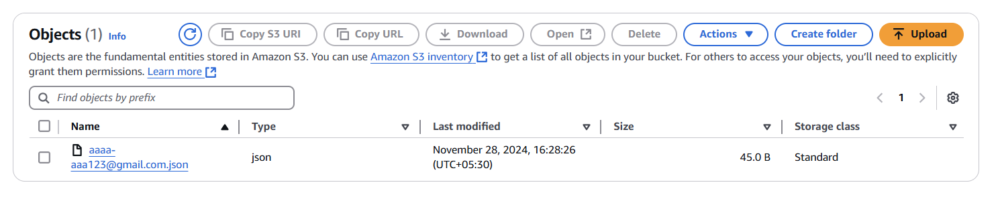 Objects (1) Info Copy S3 URI Copy URL Download Open Delete Actions Create folder Upload
Objects are the fundamental entities stored in Amazon S3. You can use Amazon S3 inventory to get a list of all objects in your bucket. For others to access your objects, you’ll need to explicitly
grant them permissions. Learn more
Find objects by prefix 1
Name Type Last modified Size Storage class
aaaa-
aaa123@gmail.com.json json November 28, 2024, 16:28:26
(UTC+05:30) 45.0 B Standard